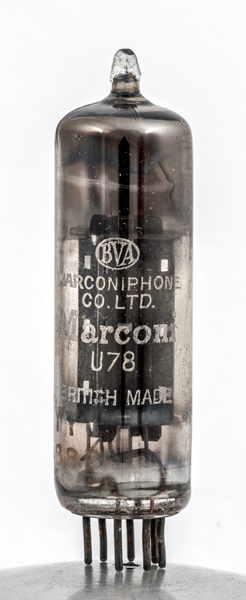 BVA
MARCONIPHONE
CO. LTD.
Marconi
U78
BRITISH MADE